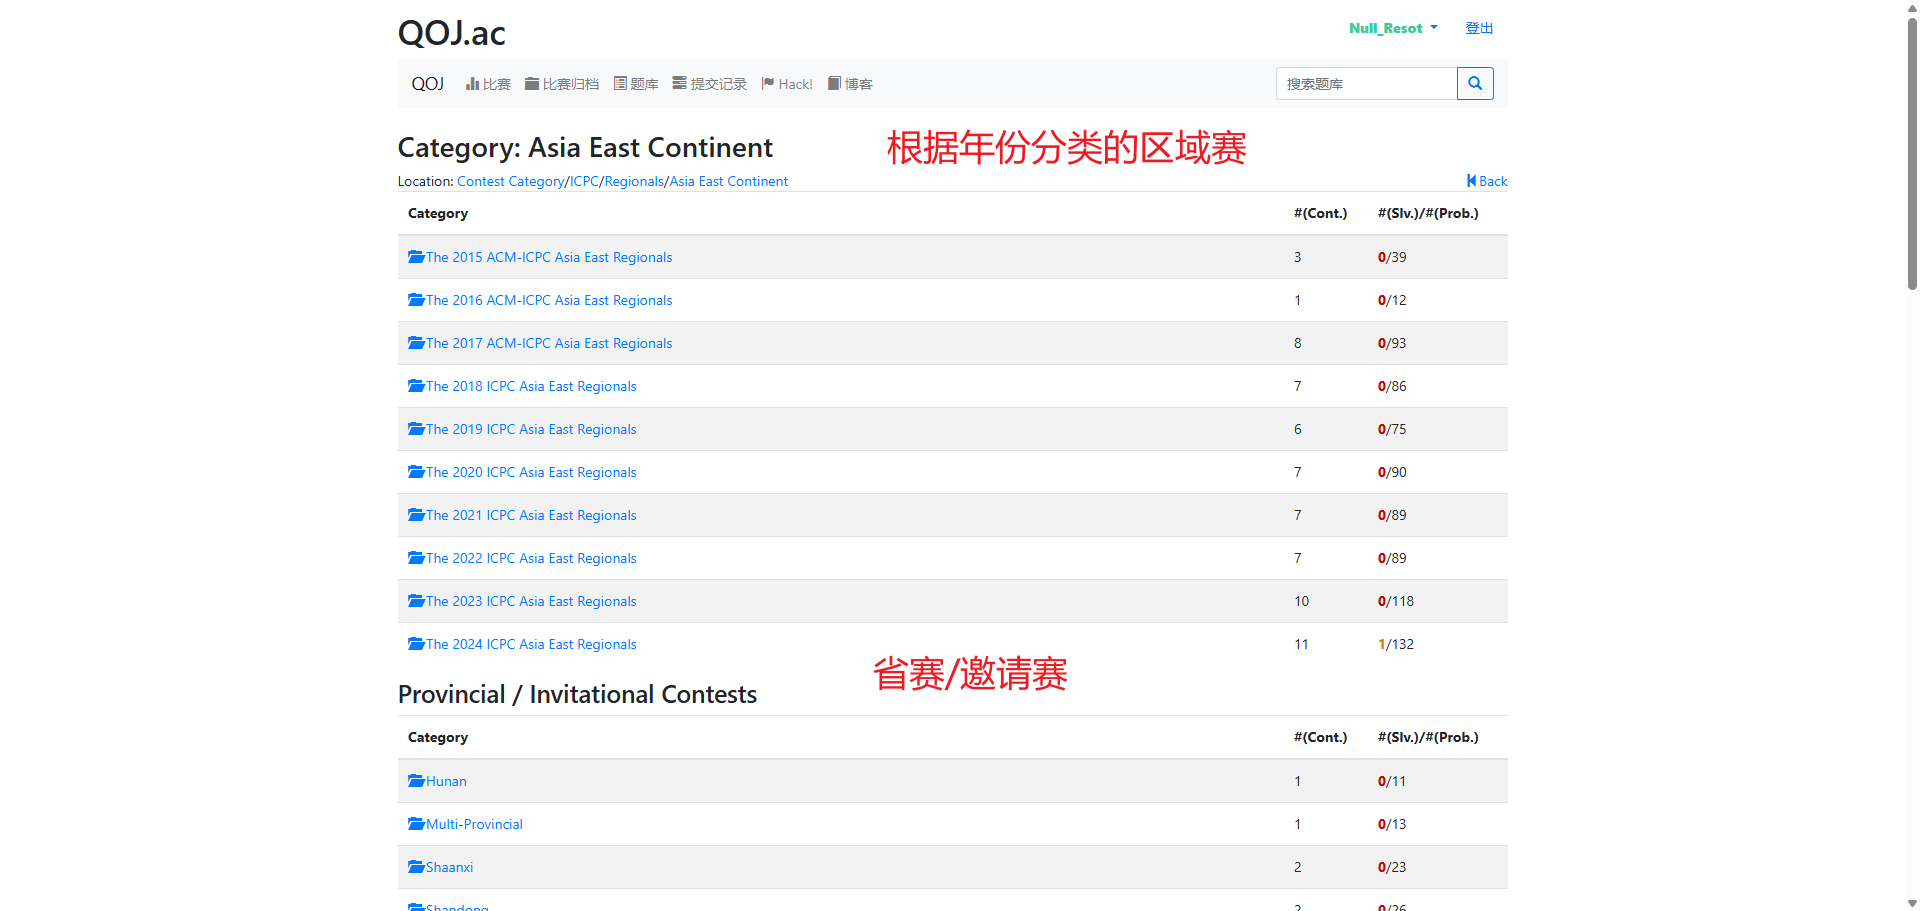 QOJ.ac
Null_Resot 登出
QOJ 比赛 比赛归档 题库 提交记录 Hack! 博客 搜索题库
Category: Asia East Continent 根据年份分类的区域赛
Location: Contest Category/ICPC/Regionals/Asia East Continent Back
Category #(Cont.) #(Slv.)/#(Prob.)
The 2015 ACM-ICPC Asia East Regionals 3 0/39
The 2016 ACM-ICPC Asia East Regionals 1 0/12
The 2017 ACM-ICPC Asia East Regionals 8 0/93
The 2018 ICPC Asia East Regionals 7 0/86
The 2019 ICPC Asia East Regionals 6 0/75
The 2020 ICPC Asia East Regionals 7 0/90
The 2021 ICPC Asia East Regionals 7 0/89
The 2022 ICPC Asia East Regionals 7 0/89
The 2023 ICPC Asia East Regionals 10 0/118
The 2024 ICPC Asia East Regionals 11 1/132
Provincial / Invitational Contests 省赛/邀请赛
Category #(Cont.) #(Slv.)/#(Prob.)
Hunan 1 0/11
Multi-Provincial 1 0/13
Shaanxi 2 0/23
Shandong 2 0/26